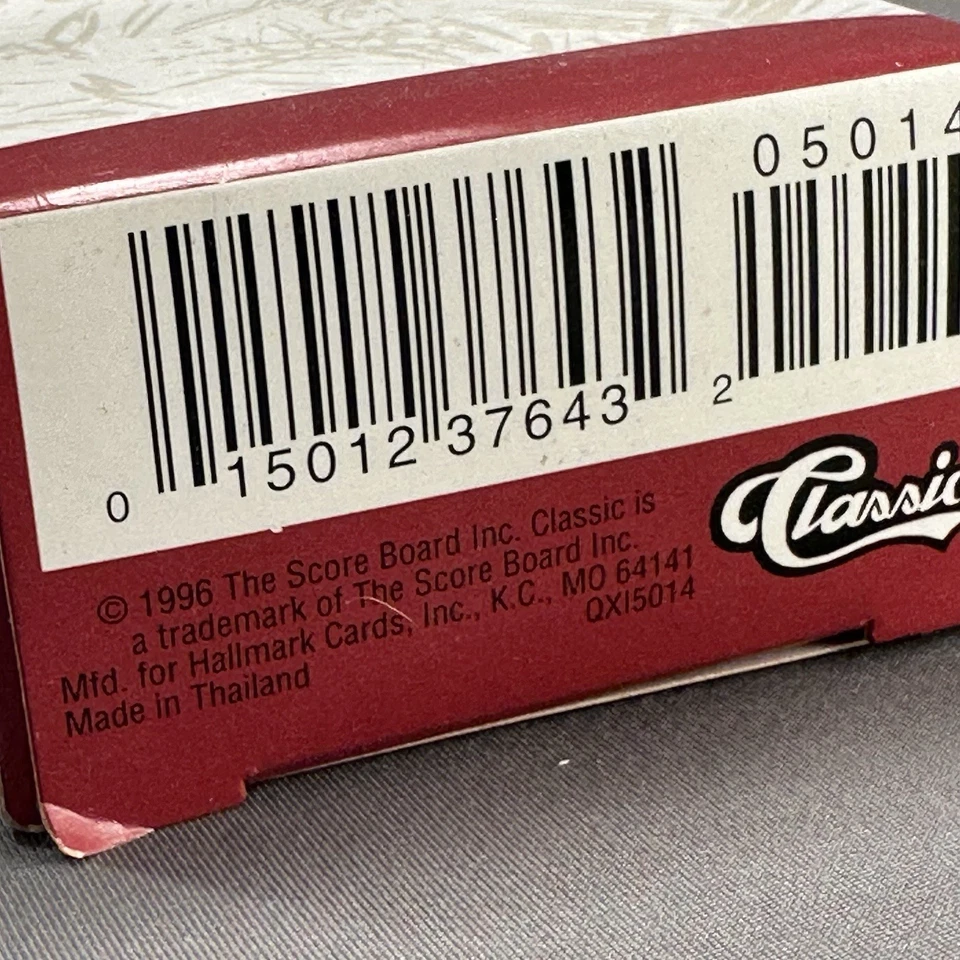 05014
0 15012 37643 2
Classic
© 1996 The Score Board Inc. Classic is
a trademark of The Score Board Inc.
Mfd. for Hallmark Cards, Inc., K.C., MO 64141
Made in Thailand QXI5014